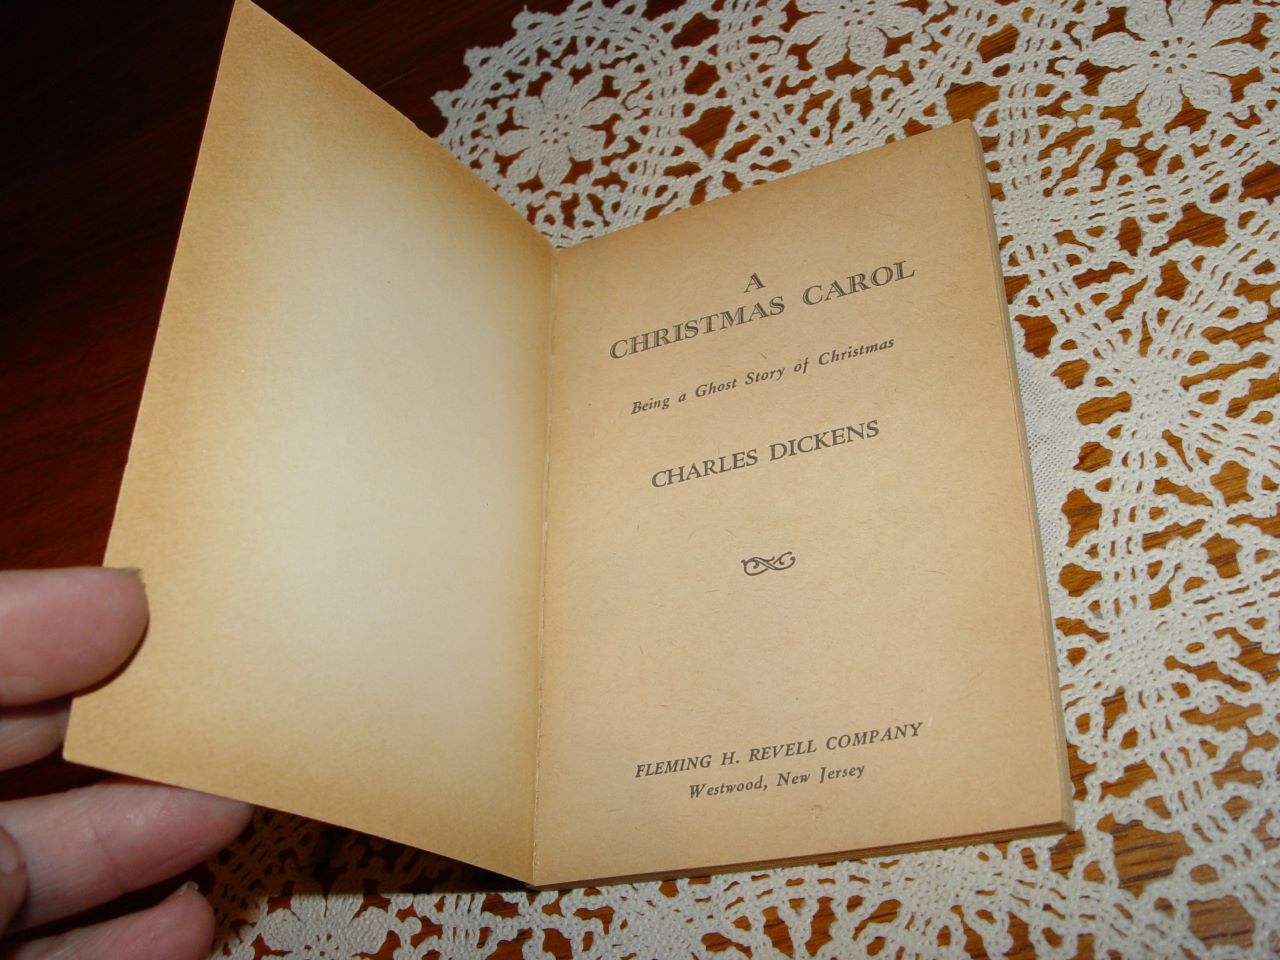 A
CHRISTMAS CAROL
Being a Ghost Story of Christmas
CHARLES DICKENS
FLEMING H. REVELL COMPANY
Westwood, New Jersey